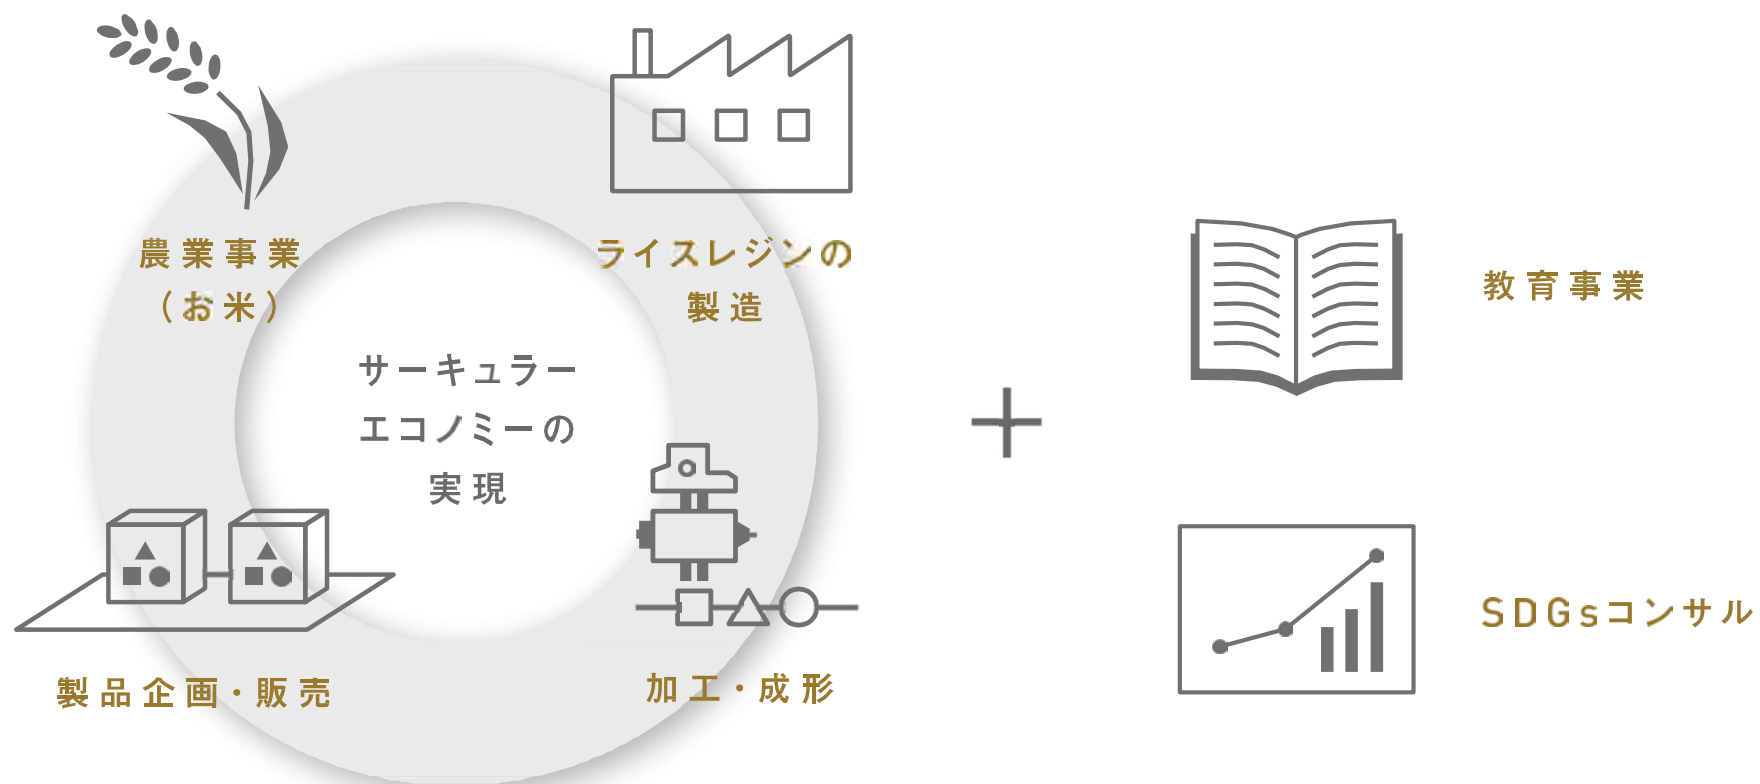 農業事業
（お米）
ライスレジンの
製造
サーキュラー
エコノミーの
実現
製品企画・販売
加工・成形
教育事業
SDGsコンサル